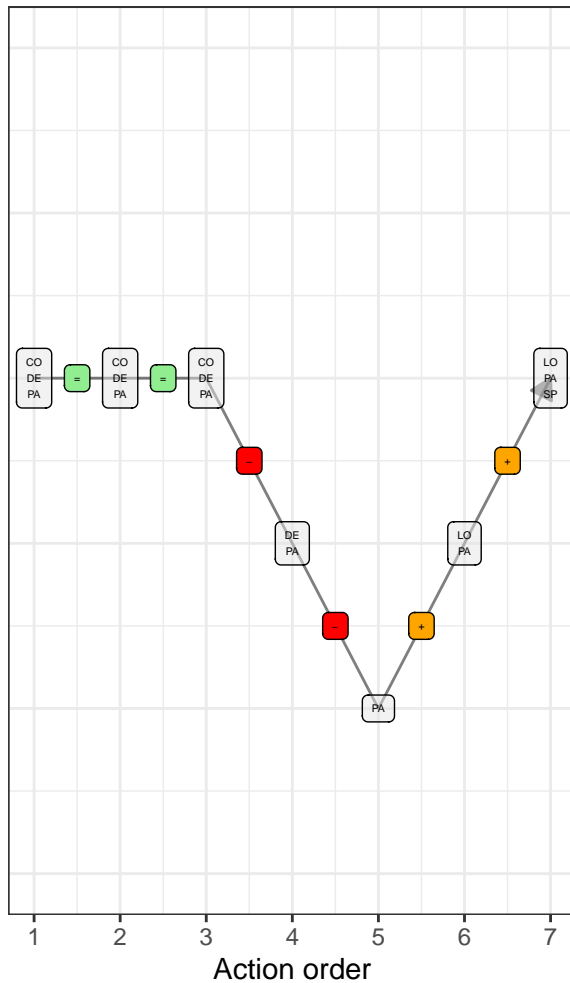 CO
DE
PA
=
CO
DE
PA
=
CO
DE
PA
LO
PA
SP
−
+
DE
PA
LO
PA
−
+
PA
1 2 3 4 5 6 7
Action order